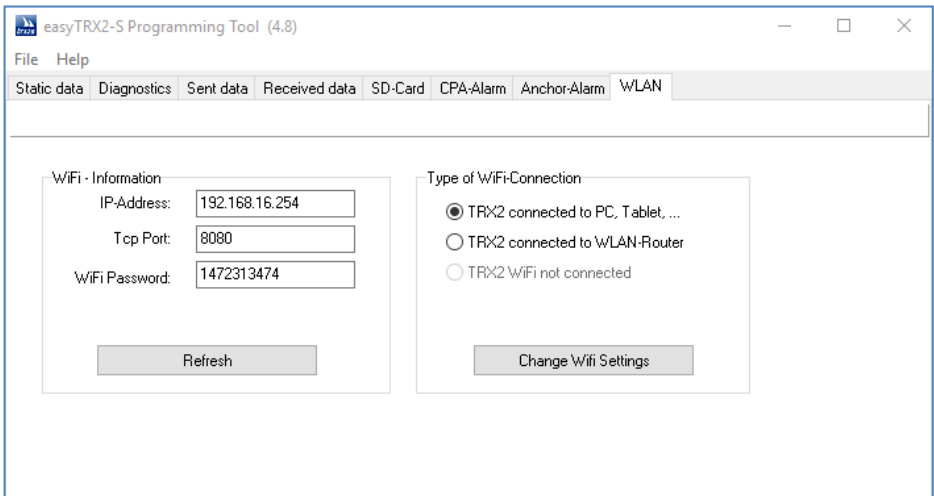 easyTRX2-S Programming Tool (4.8)
File Help
Static data Diagnostics Sent data Received data SD-Card CPA-Alarm Anchor-Alarm WLAN
WiFi - Information
IP-Address: 192.168.16.254
Tcp Port: 8080
WiFi Password: 1472313474
Refresh
Type of WiFi-Connection
TRX2 connected to PC, Tablet, ...
TRX2 connected to WLAN-Router
TRX2 WiFi not connected
Change Wifi Settings